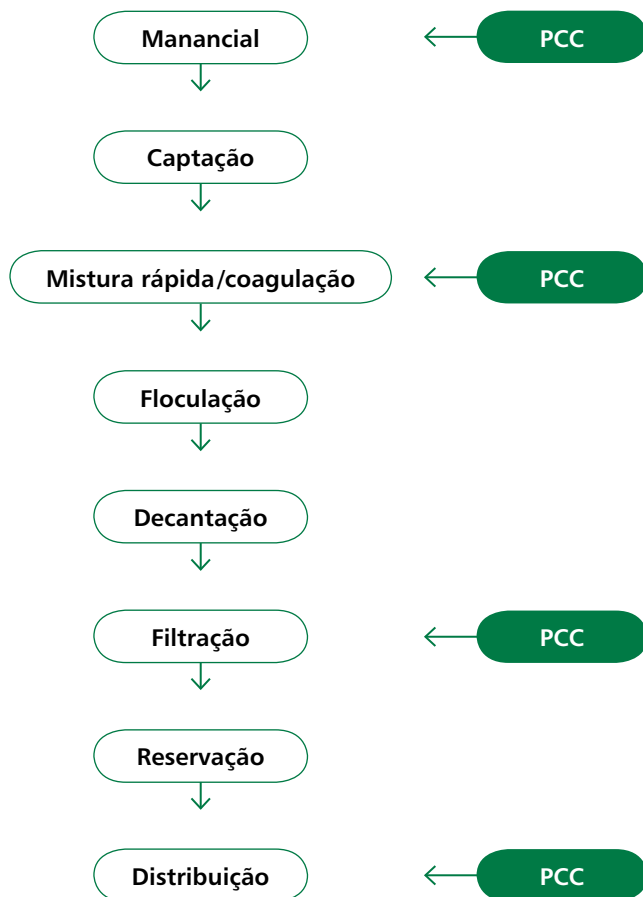 Manancial
PCC
Captação
Mistura rápida/coagulação
PCC
Floculação
Decantação
Filtração
PCC
Reservação
Distribuição
PCC